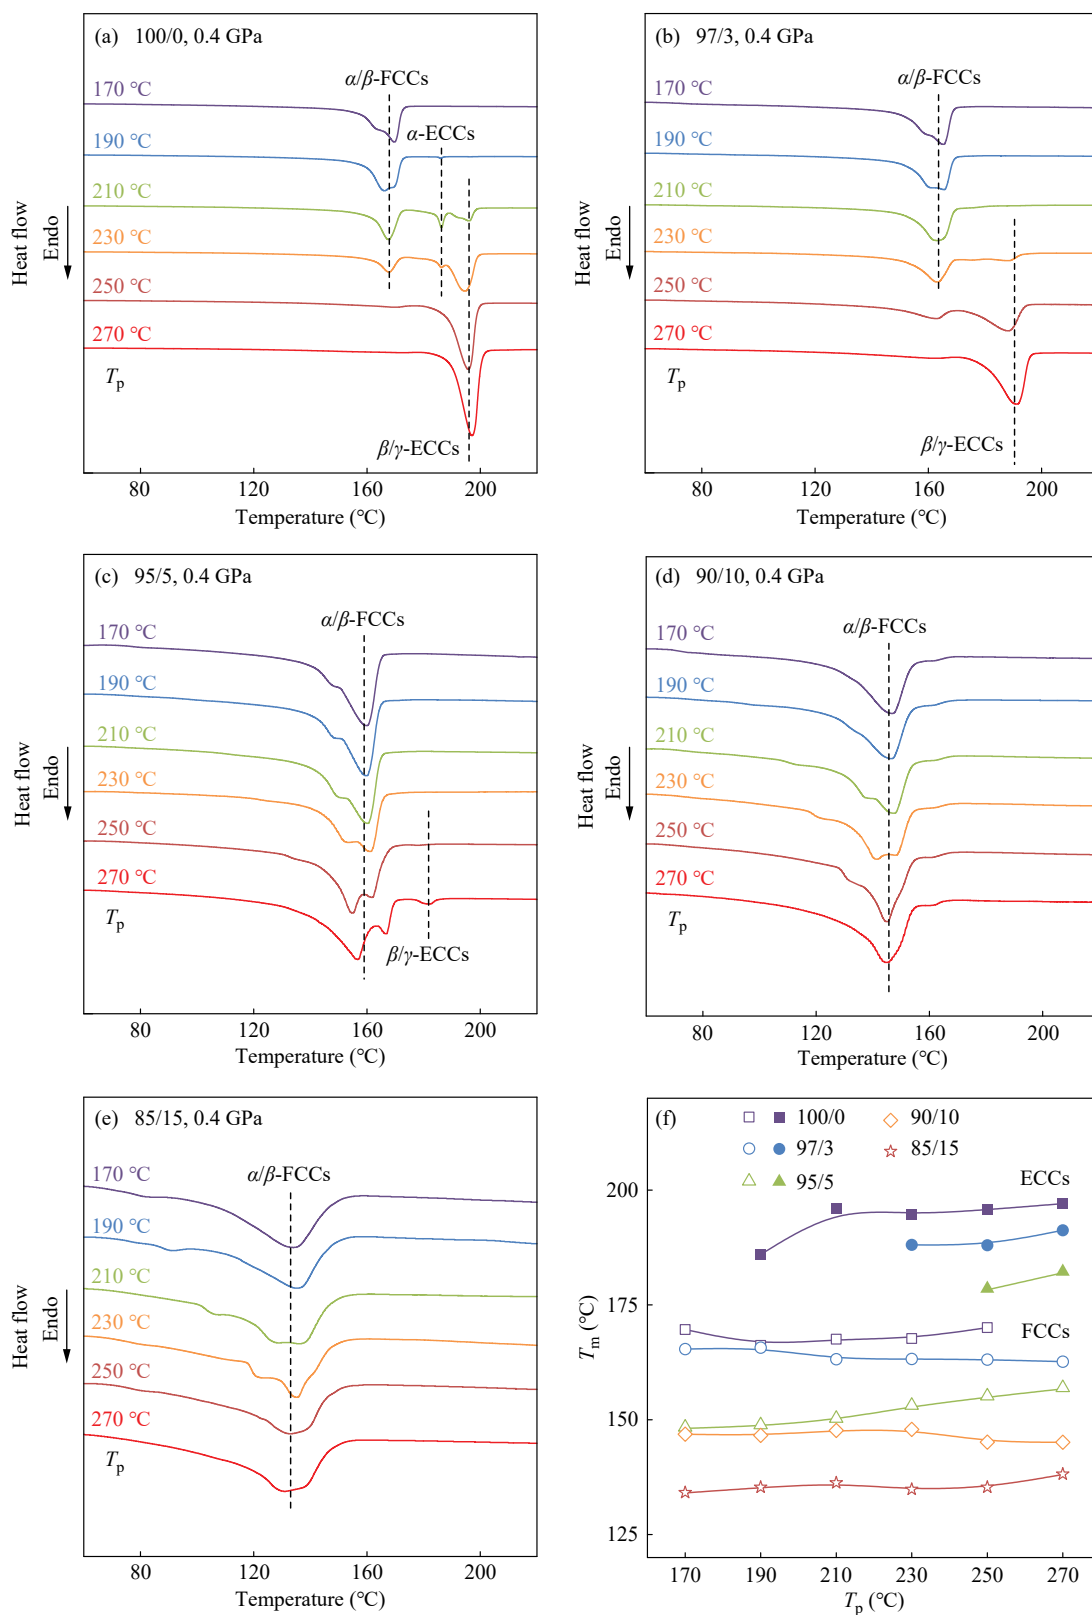 (a) 100/0, 0.4 GPa
α/β-FCCs
170 °C
α-ECCs
190 °C
210 °C
230 °C
250 °C
270 °C
Tp
β/γ-ECCs
Heat flow
Endo
80 120 160 200
Temperature (°C)
(b) 97/3, 0.4 GPa
α/β-FCCs
170 °C
190 °C
210 °C
230 °C
250 °C
270 °C
Tp
β/γ-ECCs
Heat flow
Endo
80 120 160 200
Temperature (°C)
(c) 95/5, 0.4 GPa
α/β-FCCs
170 °C
190 °C
210 °C
230 °C
250 °C
270 °C
Tp
β/γ-ECCs
Heat flow
Endo
80 120 160 200
Temperature (°C)
(d) 90/10, 0.4 GPa
α/β-FCCs
170 °C
190 °C
210 °C
230 °C
250 °C
270 °C
Tp
Heat flow
Endo
80 120 160 200
Temperature (°C)
(e) 85/15, 0.4 GPa
α/β-FCCs
170 °C
190 °C
210 °C
230 °C
250 °C
270 °C
Tp
Heat flow
Endo
80 120 160 200
Temperature (°C)
(f)
100/0 90/10
97/3 85/15
95/5
ECCs
FCCs
200
175
150
125
Tm (°C)
170 190 210 230 250 270
Tp (°C)